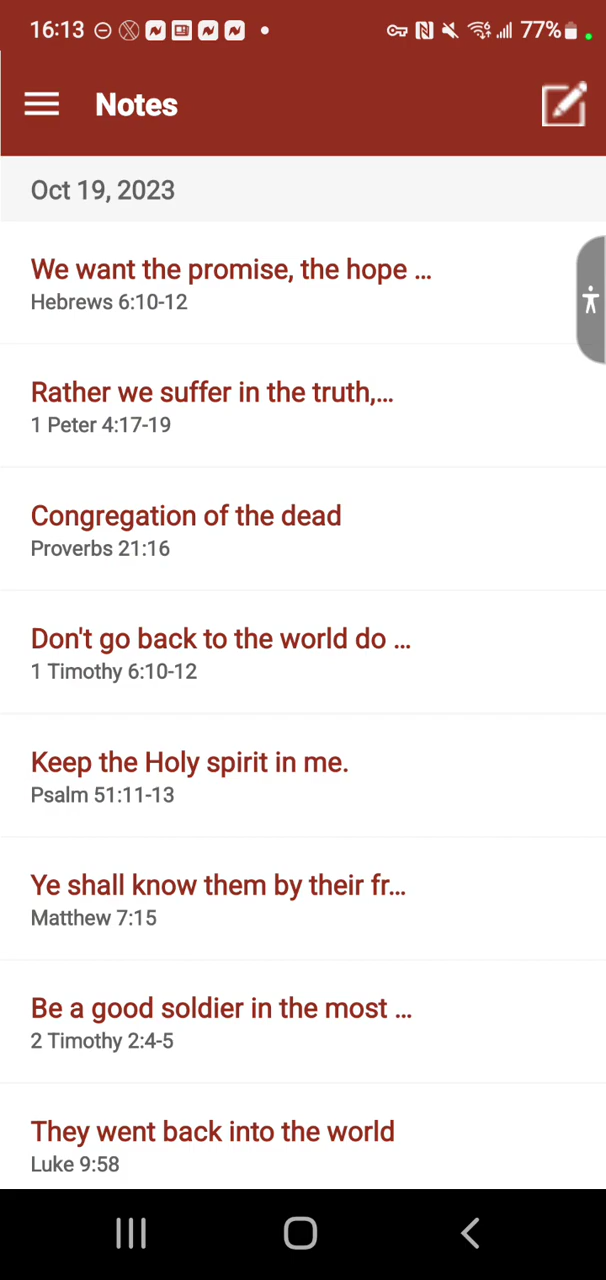 16:13
77%
Notes
Oct 19, 2023
We want the promise, the hope ...
Hebrews 6:10-12
Rather we suffer in the truth,...
1 Peter 4:17-19
Congregation of the dead
Proverbs 21:16
Don't go back to the world do ...
1 Timothy 6:10-12
Keep the Holy spirit in me.
Psalm 51:11-13
Ye shall know them by their fr...
Matthew 7:15
Be a good soldier in the most ...
2 Timothy 2:4-5
They went back into the world
Luke 9:58